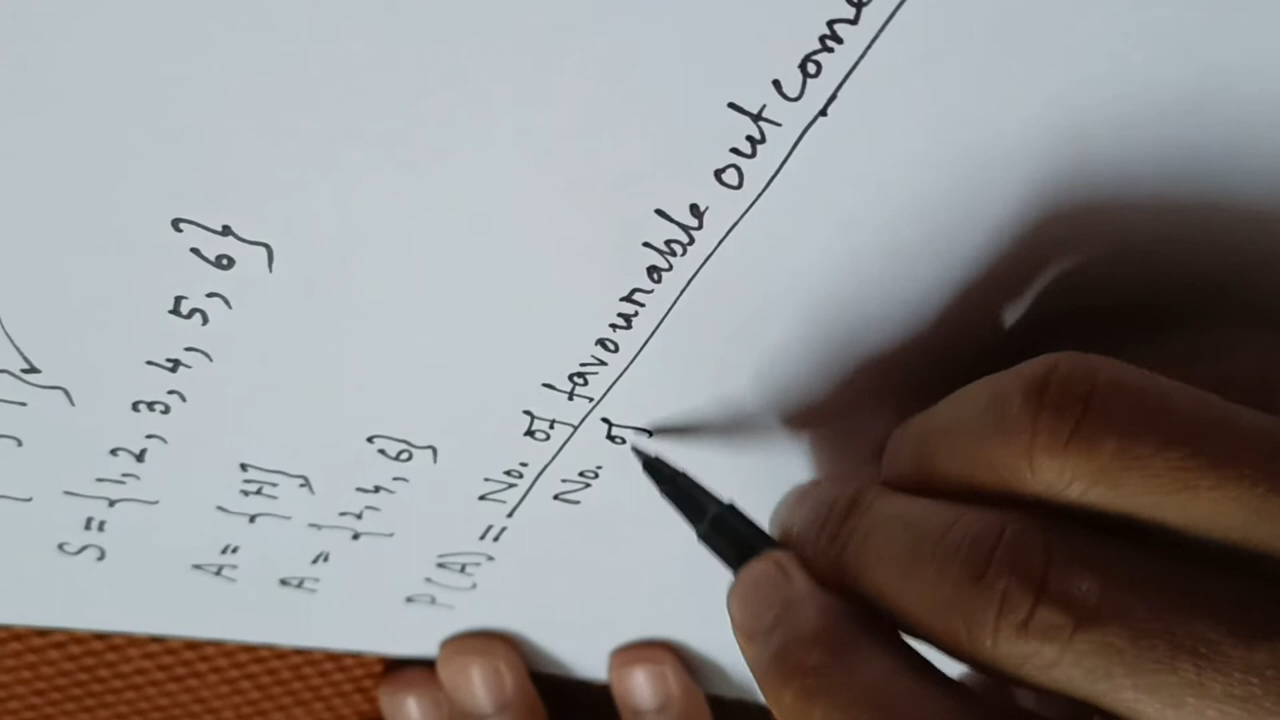 S = {1, 2, 3, 4, 5, 6}
A = {H}
A = {2, 4, 6}
P(A) = No. of favourable out come
No. of